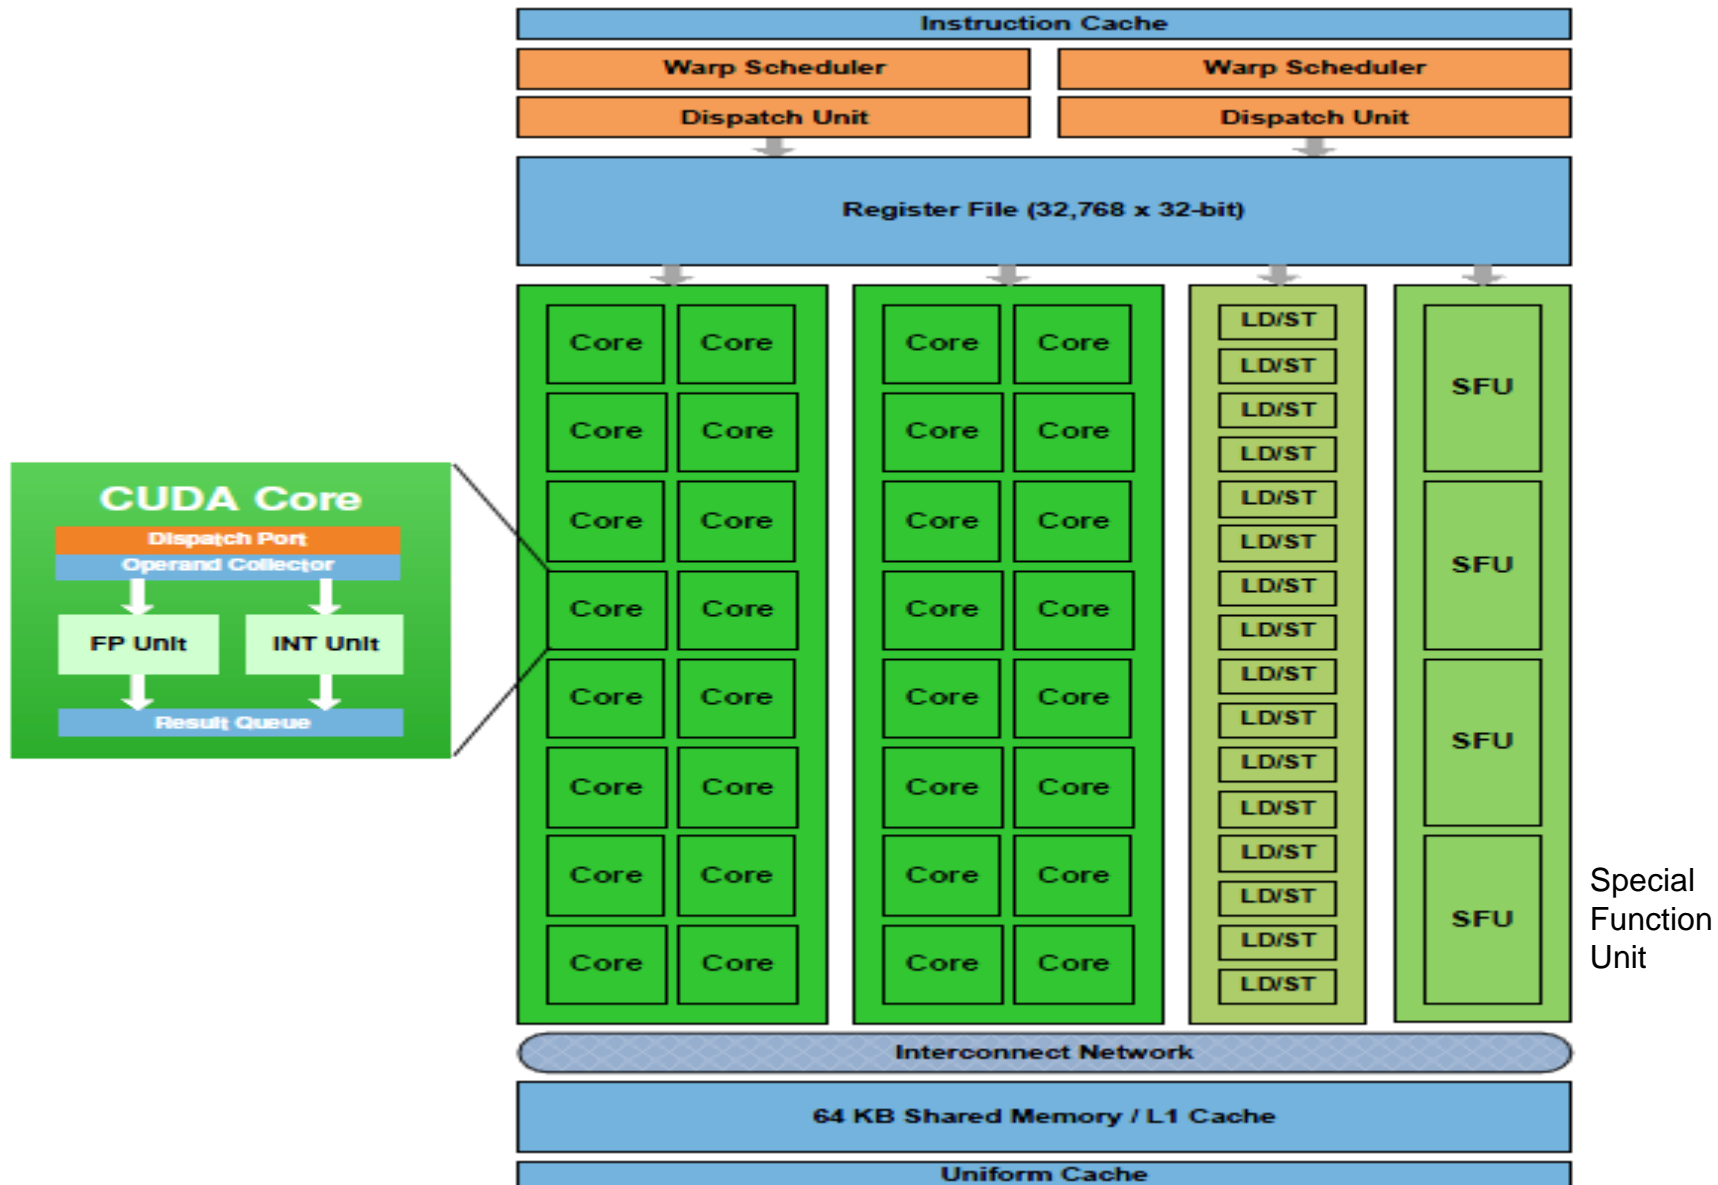 Instruction Cache
Warp Scheduler Warp Scheduler
Dispatch Unit Dispatch Unit
Register File (32,768 x 32-bit)
Core Core Core Core LD/ST SFU
LD/ST
Core Core Core Core LD/ST
LD/ST
Core Core Core Core LD/ST SFU
LD/ST
Core Core Core Core LD/ST
LD/ST
Core Core Core Core LD/ST SFU
LD/ST
Core Core Core Core LD/ST
LD/ST
Core Core Core Core LD/ST SFU
LD/ST
Core Core Core Core LD/ST
LD/ST
CUDA Core
Dispatch Port
Operand Collector
FP Unit INT Unit
Result Queue
Special
Function
Unit
Interconnect Network
64 KB Shared Memory / L1 Cache
Uniform Cache